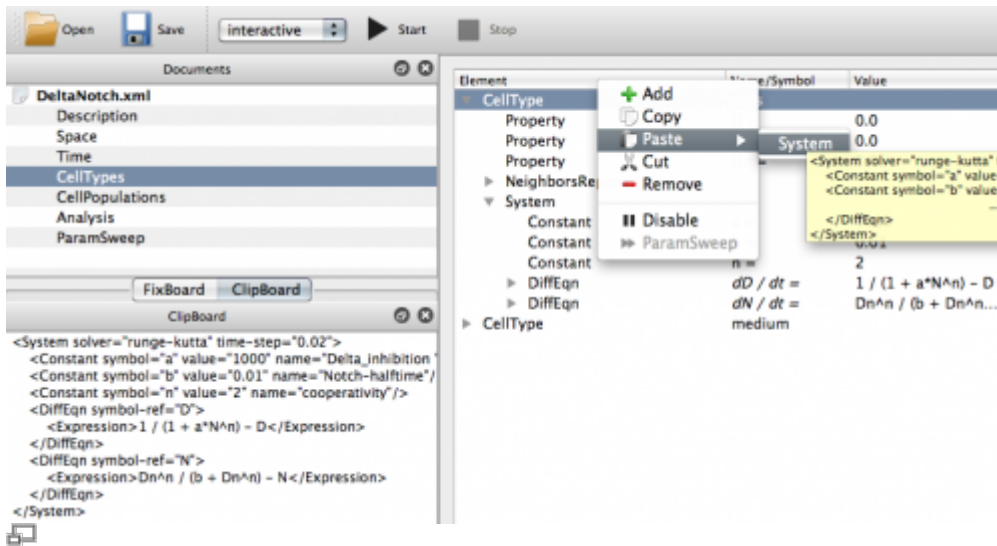 Open Save interactive Start Stop
Documents
DeltaNotch.xml
Description
Space
Time
CellTypes
CellPopulations
Analysis
ParamSweep
FixBoard ClipBoard
ClipBoard
<System solver="runge-kutta" time-step="0.02">
<Constant symbol="a" value="1000" name="Delta_inhibition "
<Constant symbol="b" value="0.01" name="Notch-halftime"/
<Constant symbol="n" value="2" name="cooperativity"/>
<DiffEqn symbol-ref="D">
<Expression>1 / (1 + a*N^n) - D</Expression>
</DiffEqn>
<DiffEqn symbol-ref="N">
<Expression>Dn^n / (b + Dn^n) - N</Expression>
</DiffEqn>
</System>
Element Name/Symbol Value
CellType
Property 0.0
Property 0.0
Property
NeighborsRe
System
Constant
Constant 0.01
Constant n = 2
DiffEqn dD / dt = 1 / (1 + a*N^n) - D
DiffEqn dN / dt = Dn^n / (b + Dn^n...
CellType medium
Add
Copy
Paste
Cut
Remove
Disable
ParamSweep
System
<System solver="runge-kutta"
<Constant symbol="a" value
<Constant symbol="b" value
</DiffEqn>
</System>